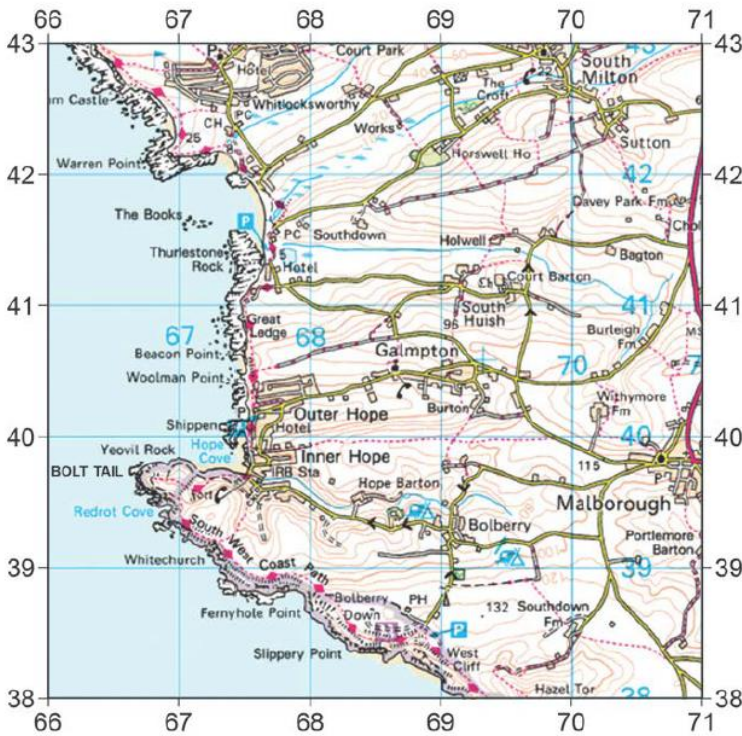 66 67 68 69 70 71
43 43
Court Park
South
Milton
Hotel
PC
Whitlocksworthy
The
Croft
CH
25
Works
Sutton
Warren Point
Horswell Ho
42 42
42
The Books
P
PC
Southdown
Davey Park Fm
Holwell
Thurlestone
Rock
Hotel
Bagton
Court Barton
41 41
41
South
Huish
Great
Ledge
67
68
96
Burleigh
Fm
Beacon Point
Galmpton
Woolman Point
70
Burton
Withymore
Fm
Outer Hope
Hotel
Shippen
40 40
40
Hope
Cove
Yeovil Rock
Inner Hope
BOLT TAIL
IRB Sta
115
P
Hope Barton
Malborough
Redrot Cove
Bolberry
South West
Coast Path
Portlemore
Barton
Whitechurch
39 39
39
Bolberry
Down
PH
132
Southdown
Fm
Fernyhole Point
P
Slippery Point
West
Cliff
Hazel Tor
38 38
38
66 67 68 69 70 71